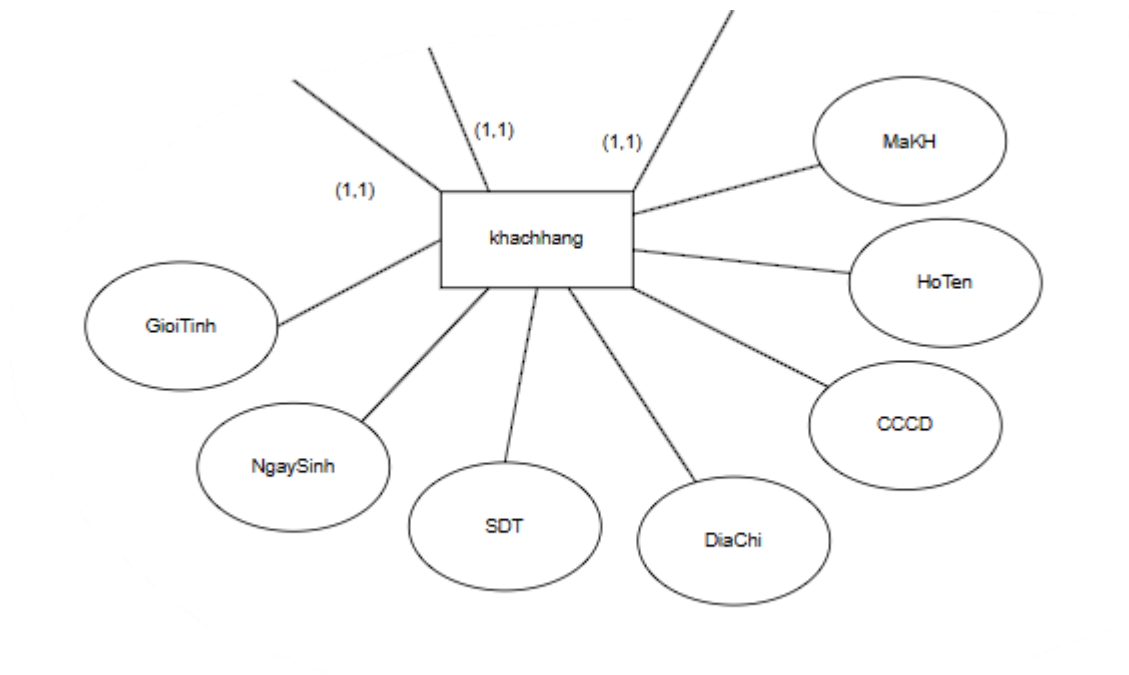 (1,1)
(1,1)
(1,1)
MaKH
khachhang
HoTen
GioiTinh
CCCD
NgaySinh
SDT
DiaChi